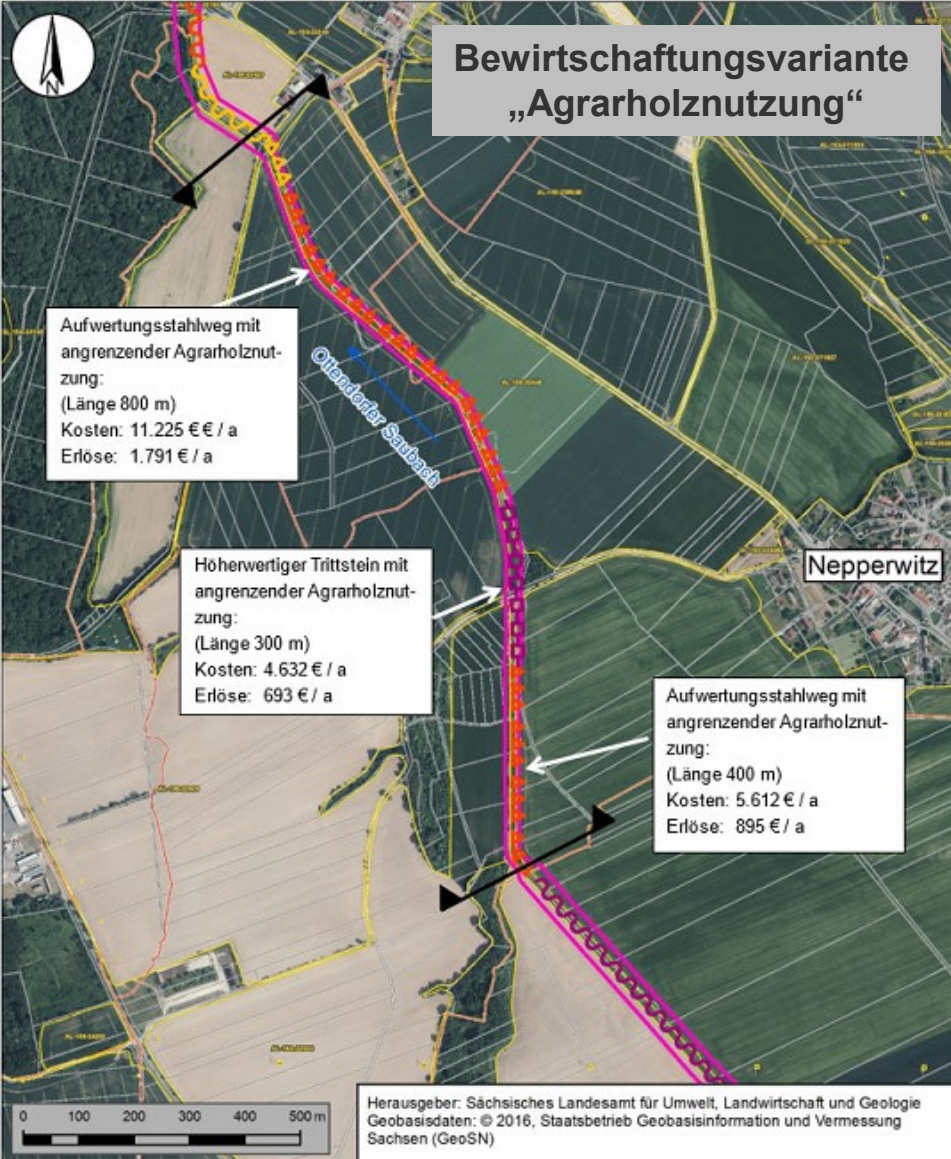 Bewirtschaftungsvariante
„Agrarholznutzung“
Aufwertungsstahlweg mit
angrenzender Agrarholznut-
zung:
(Länge 800 m)
Kosten: 11.225 €€ / a
Erlöse: 1.791 € / a
Ottendorfer Saubach
Höherwertiger Trittstein mit
angrenzender Agrarholznut-
zung:
(Länge 300 m)
Kosten: 4.632 € / a
Erlöse: 693 € / a
Nepperwitz
Aufwertungsstahlweg mit
angrenzender Agrarholznut-
zung:
(Länge 400 m)
Kosten: 5.612 € / a
Erlöse: 895 € / a
0 100 200 300 400 500 m
Herausgeber: Sächsisches Landesamt für Umwelt, Landwirtschaft und Geologie
Geobasisdaten: © 2016, Staatsbetrieb Geobasisinformation und Vermessung
Sachsen (GeoSN)